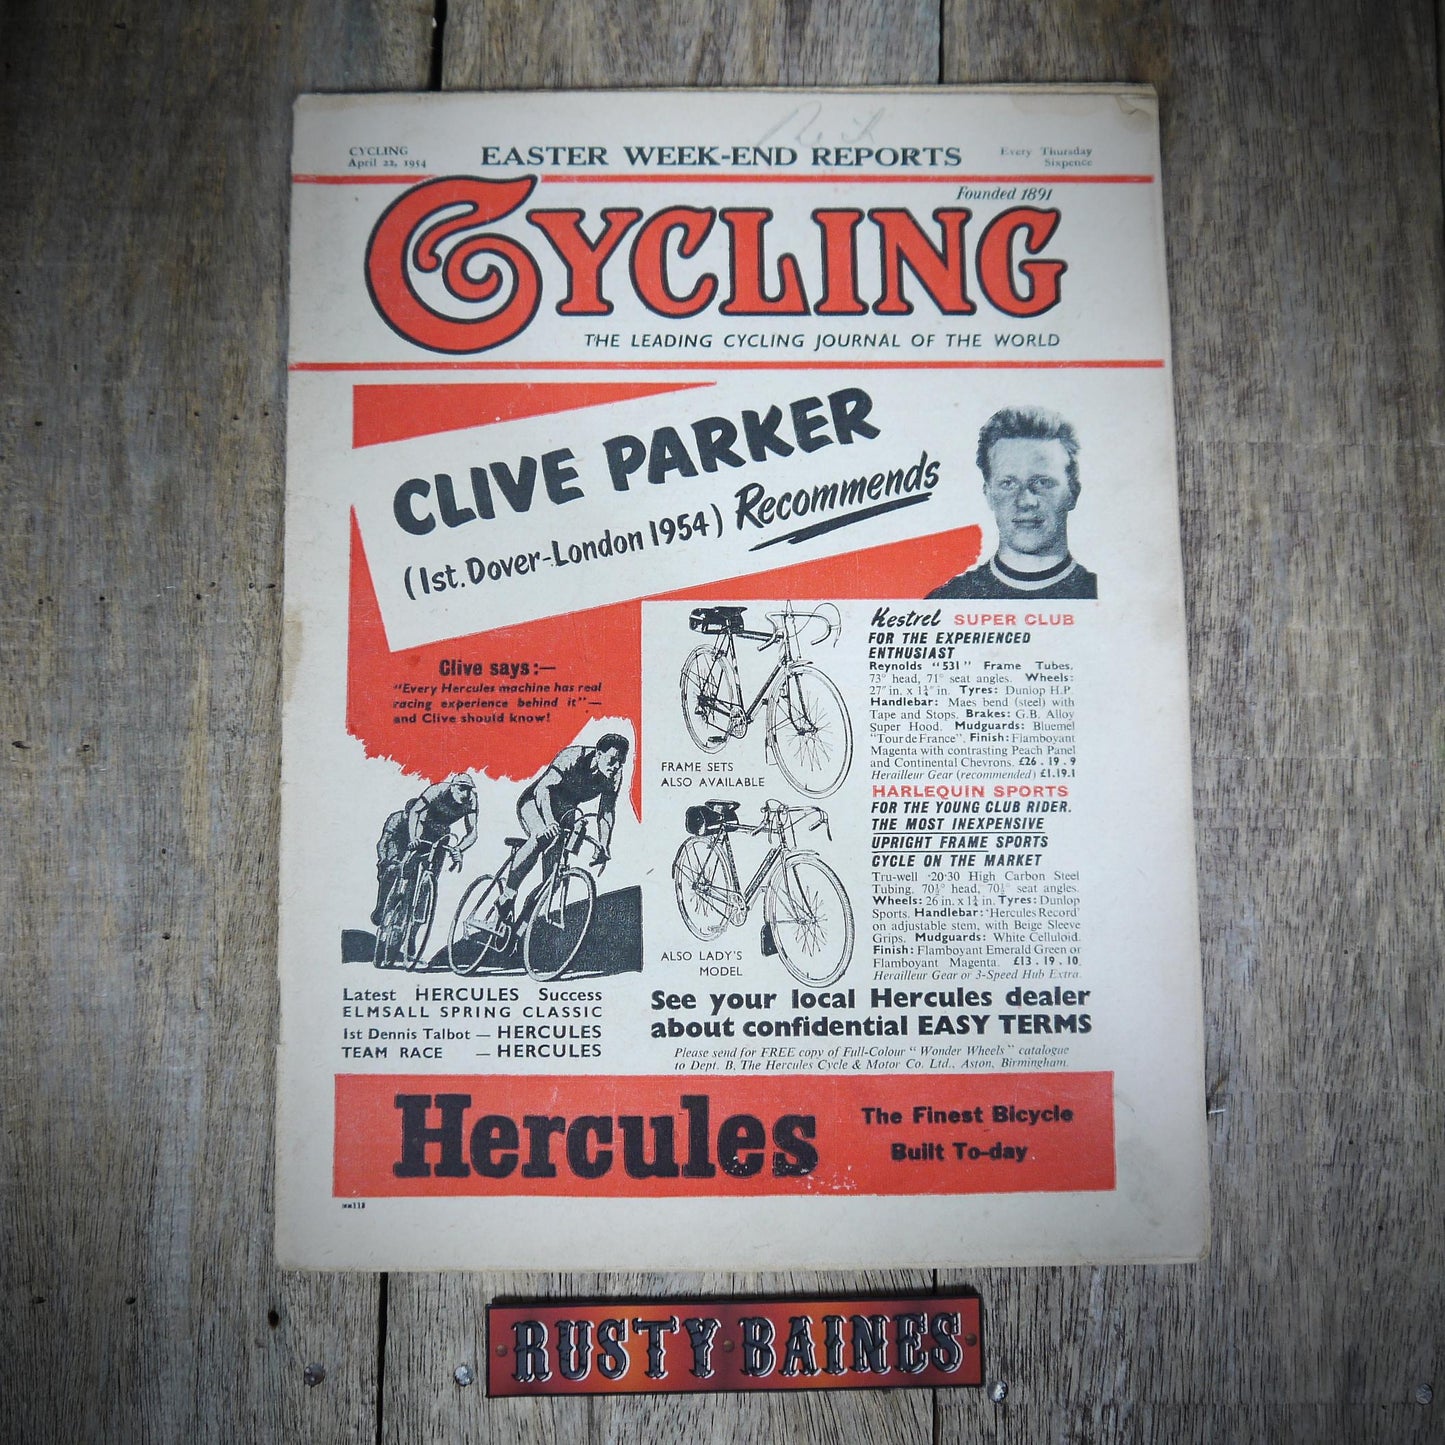 CYCLING
April 22, 1954
EASTER WEEK-END REPORTS
Every Thursday
Sixpence
Founded 1891
CYCLING
THE LEADING CYCLING JOURNAL OF THE WORLD
CLIVE PARKER
(1st. Dover-London 1954) Recommends
Clive says:—
"Every Hercules machine has real
racing experience behind it"—
and Clive should know!
FRAME SETS
ALSO AVAILABLE
Kestrel SUPER CLUB
FOR THE EXPERIENCED
ENTHUSIAST
Reynolds "531" Frame Tubes.
73° head, 71° seat angles. Wheels:
27" in. x 1¼" in. Tyres: Dunlop H.P.
Handlebar: Maes bend (steel) with
Tape and Stops. Brakes: G.B. Alloy
Super Hood. Mudguards: Bluemel
"Tour de France". Finish: Flamboyant
Magenta with contrasting Peach Panel
and Continental Chevrons. £26 . 19 . 9
Herailleur Gear (recommended) £1.19.1
HARLEQUIN SPORTS
FOR THE YOUNG CLUB RIDER.
THE MOST INEXPENSIVE
UPRIGHT FRAME SPORTS
CYCLE ON THE MARKET
Tru-well ·20·30 High Carbon Steel
Tubing. 70½° head, 70½° seat angles.
Wheels: 26 in. x 1¼ in. Tyres: Dunlop
Sports. Handlebar: 'Hercules Record'
on adjustable stem, with Beige Sleeve
Grips. Mudguards: White Celluloid.
Finish: Flamboyant Emerald Green or
Flamboyant Magenta. £13 . 19 . 10.
Herailleur Gear or 3-Speed Hub Extra.
ALSO LADY'S
MODEL
Latest HERCULES Success
ELMSALL SPRING CLASSIC
1st Dennis Talbot — HERCULES
TEAM RACE — HERCULES
See your local Hercules dealer
about confidential EASY TERMS
Please send for FREE copy of Full-Colour "Wonder Wheels" catalogue
to Dept. B, The Hercules Cycle & Motor Co. Ltd., Aston, Birmingham.
Hercules
The Finest Bicycle
Built To-day
RUSTY BAINES